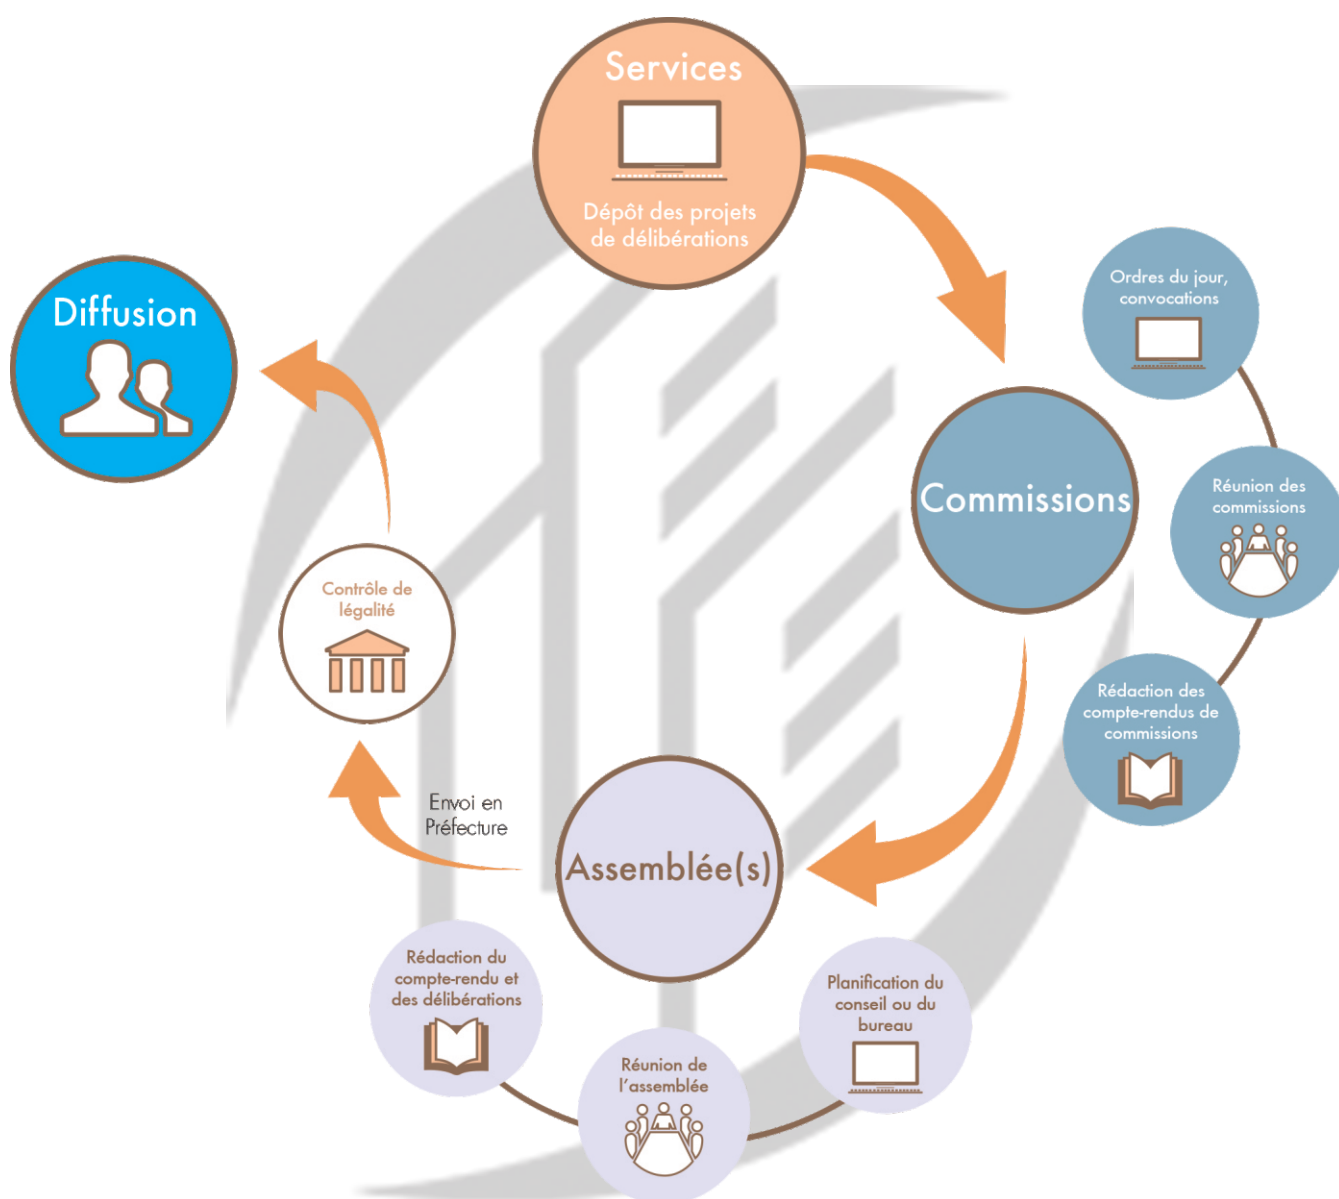 Services
Dépôt des projets
de délibérations
Ordres du jour,
convocations
Diffusion
Réunion des
commissions
Commissions
Contrôle de
légalité
Rédaction des
compte-rendus de
commissions
Envoi en
Préfecture
Assemblée(s)
Rédaction du
compte-rendu et
des délibérations
Planification du
conseil ou du
bureau
Réunion de
l'assemblée